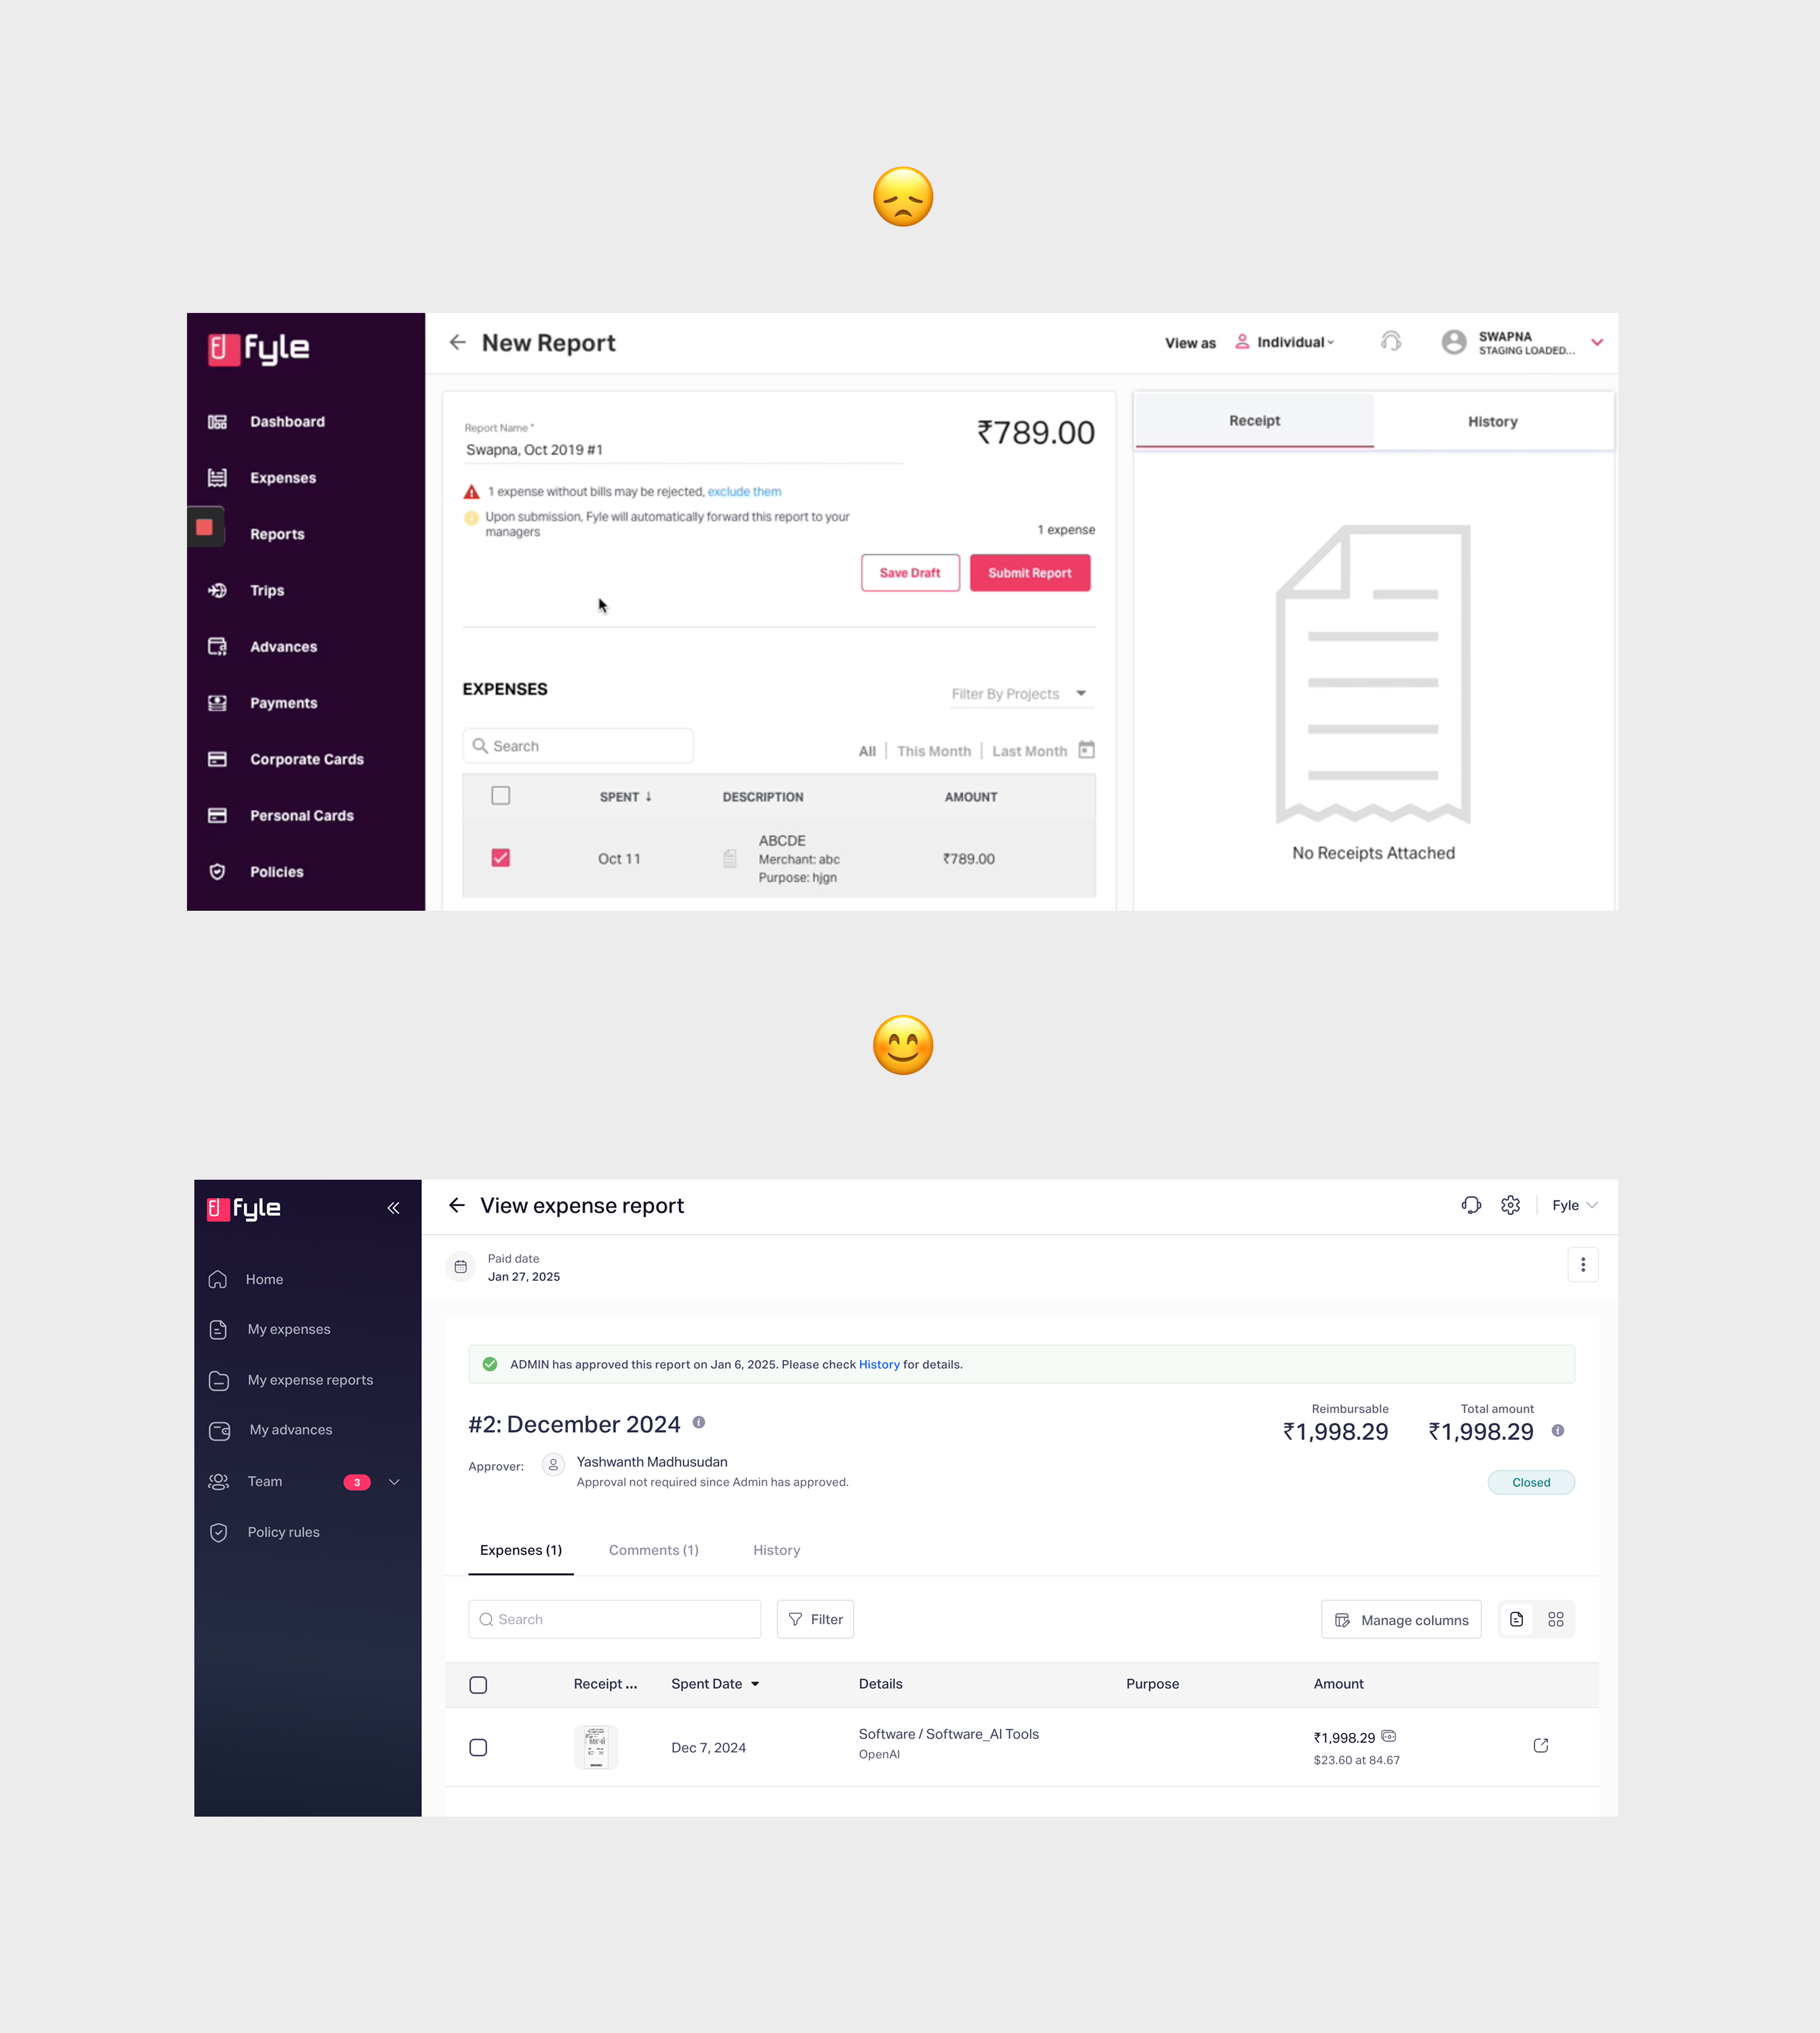 fyle
New Report
View as
Individual
SWAPNA
STAGING LOADED...
Dashboard
Expenses
Reports
Trips
Advances
Payments
Corporate Cards
Personal Cards
Policies
Report Name *
Swapna, Oct 2019 #1
₹789.00
1 expense without bills may be rejected, exclude them
Upon submission, Fyle will automatically forward this report to your
managers
1 expense
Save Draft
Submit Report
EXPENSES
Filter By Projects
Search
All | This Month | Last Month
SPENT ↓ DESCRIPTION AMOUNT
Oct 11
ABCDE
Merchant: abc
Purpose: hjgn
₹789.00
Receipt
History
No Receipts Attached
fyle
Home
My expenses
My expense reports
My advances
Team 3
Policy rules
View expense report
Fyle
Paid date
Jan 27, 2025
ADMIN has approved this report on Jan 6, 2025. Please check History for details.
#2: December 2024
Approver:
Yashwanth Madhusudan
Approval not required since Admin has approved.
Reimbursable
₹1,998.29
Total amount
₹1,998.29
Closed
Expenses (1) Comments (1) History
Search
Filter
Manage columns
Receipt ... Spent Date Details Purpose Amount
Dec 7, 2024
Software / Software_AI Tools
OpenAI
₹1,998.29
$23.60 at 84.67